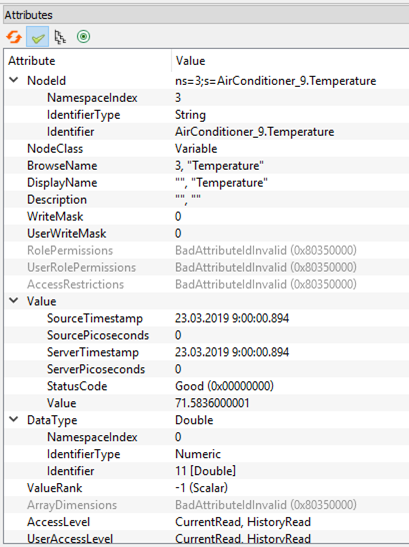 Attributes
Attribute Value
NodeId ns=3;s=AirConditioner_9.Temperature
NamespaceIndex 3
IdentifierType String
Identifier AirConditioner_9.Temperature
NodeClass Variable
BrowseName 3, "Temperature"
DisplayName "", "Temperature"
Description "", ""
WriteMask 0
UserWriteMask 0
RolePermissions BadAttributeIdInvalid (0x80350000)
UserRolePermissions BadAttributeIdInvalid (0x80350000)
AccessRestrictions BadAttributeIdInvalid (0x80350000)
Value
SourceTimestamp 23.03.2019 9:00:00.894
SourcePicoseconds 0
ServerTimestamp 23.03.2019 9:00:00.894
ServerPicoseconds 0
StatusCode Good (0x00000000)
Value 71.5836000001
DataType Double
NamespaceIndex 0
IdentifierType Numeric
Identifier 11 [Double]
ValueRank -1 (Scalar)
ArrayDimensions BadAttributeIdInvalid (0x80350000)
AccessLevel CurrentRead, HistoryRead
UserAccessLevel CurrentRead, HistoryRead